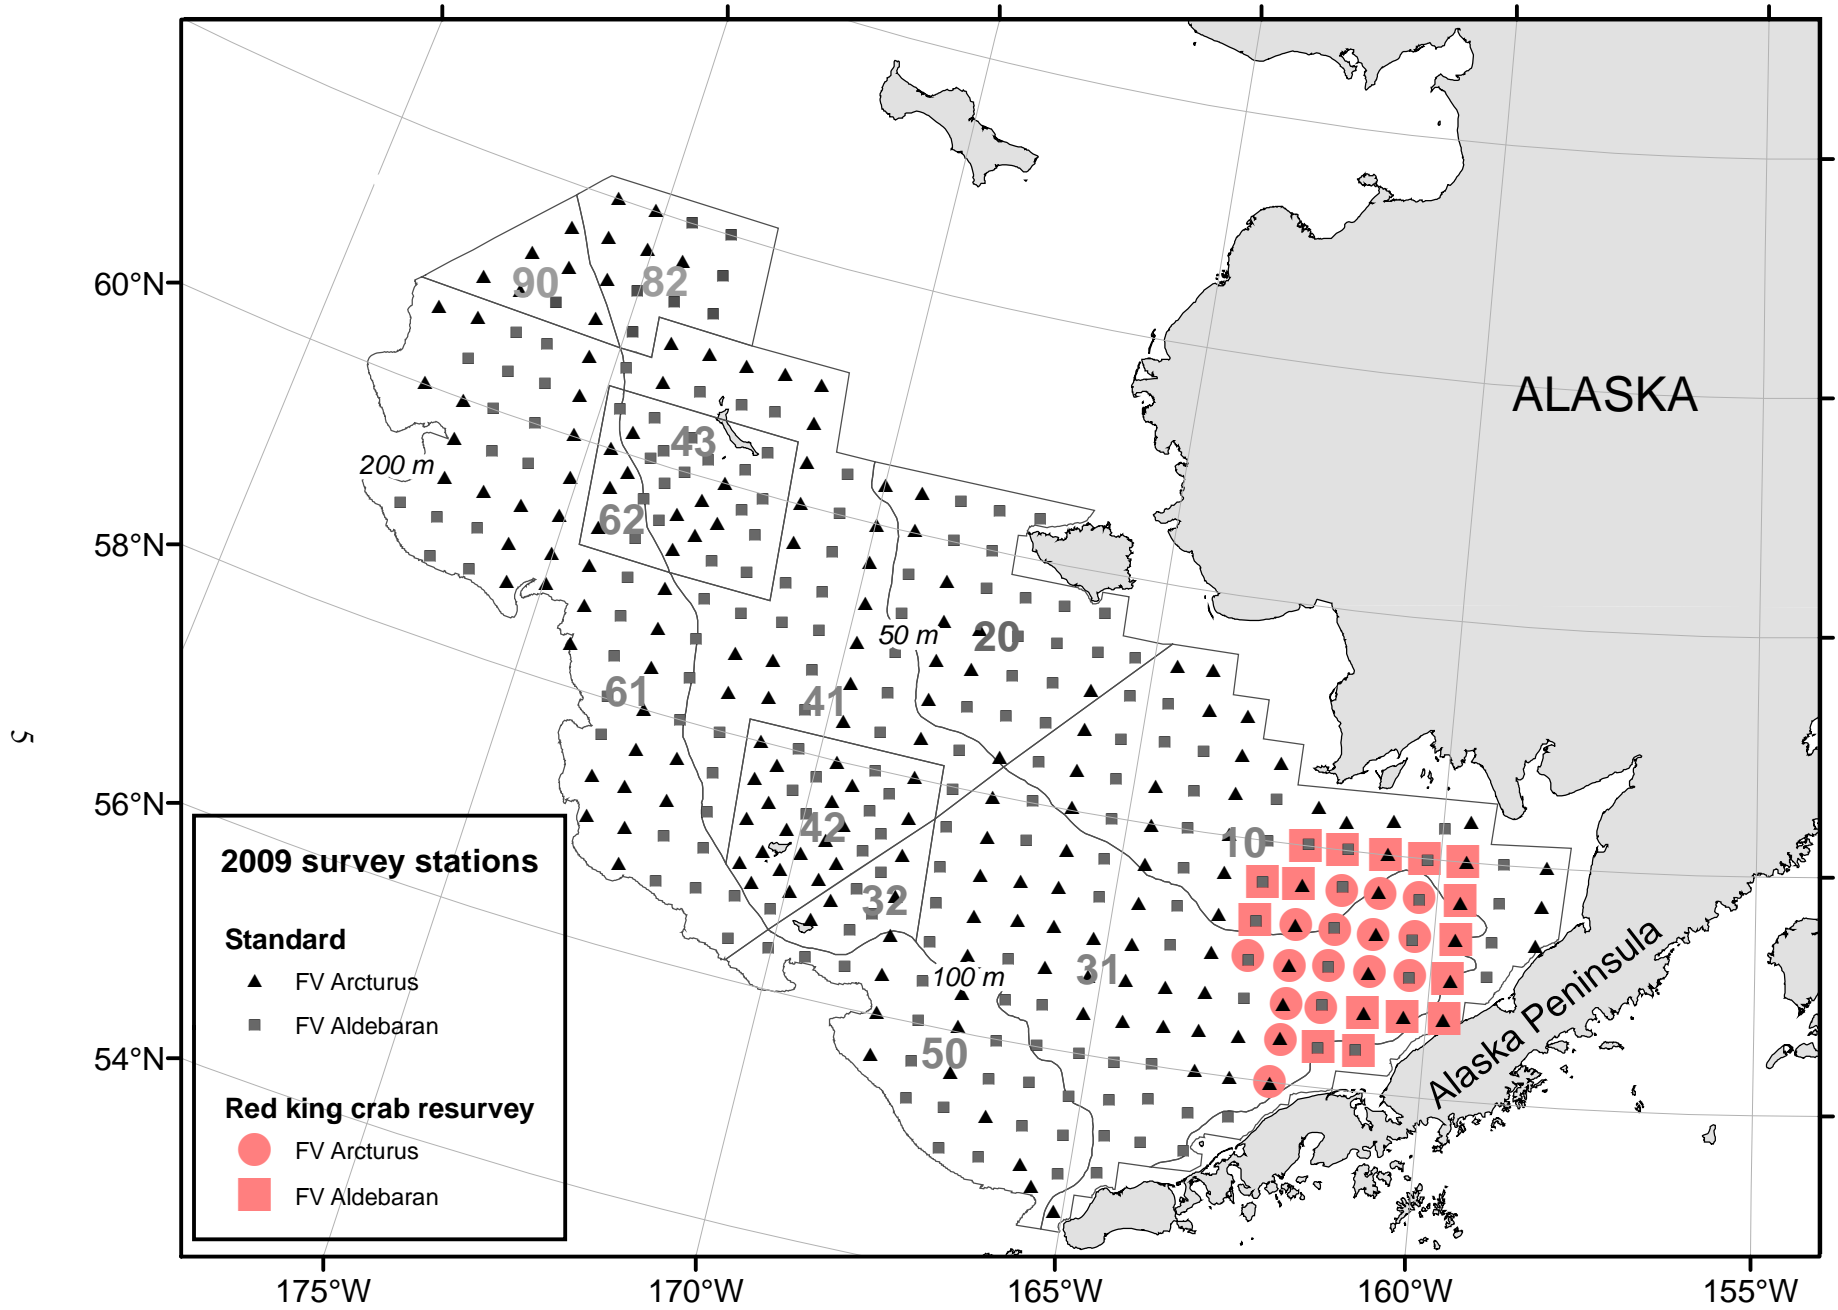 90
82
60°N
ALASKA
43
200 m
62
58°N
50 m
20
61
41
5
56°N
42
10
2009 survey stations
32
Standard
31
100 m
FV Arcturus
FV Aldebaran
50
54°N
Alaska Peninsula
Red king crab resurvey
FV Arcturus
FV Aldebaran
175°W
170°W
165°W
160°W
155°W